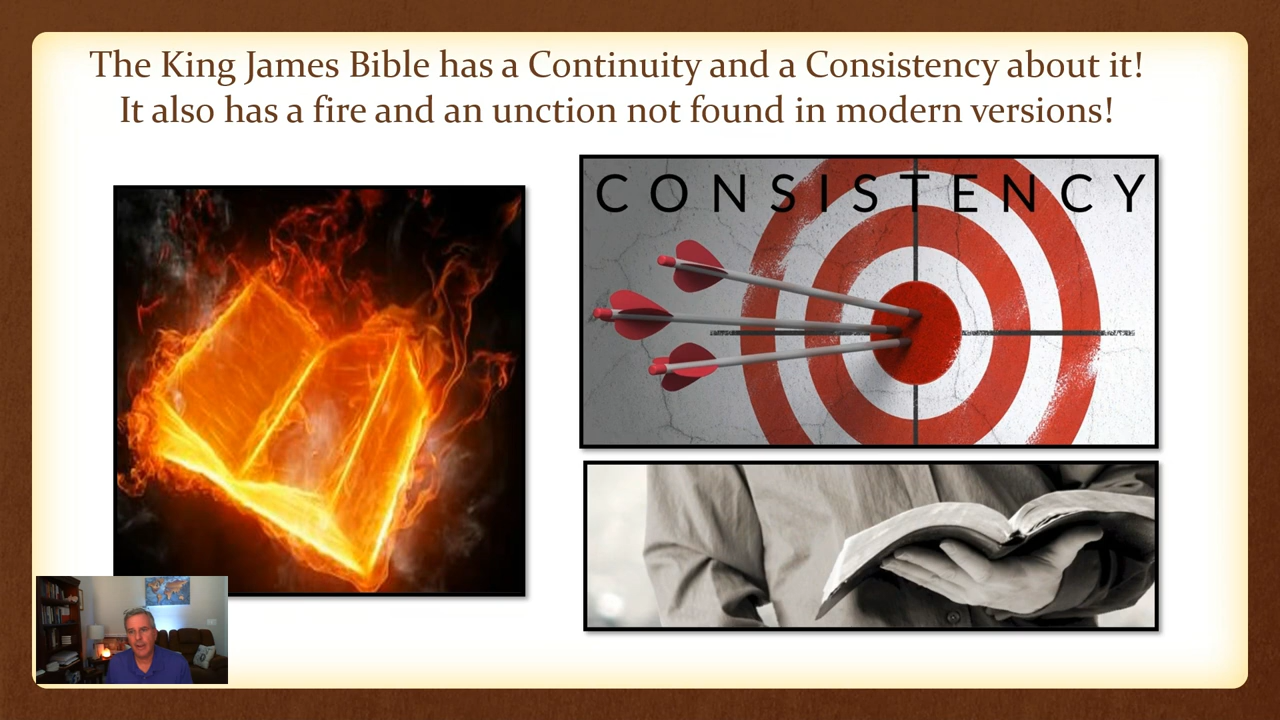 The King James Bible has a Continuity and a Consistency about it!
It also has a fire and an unction not found in modern versions!
CONSISTENCY